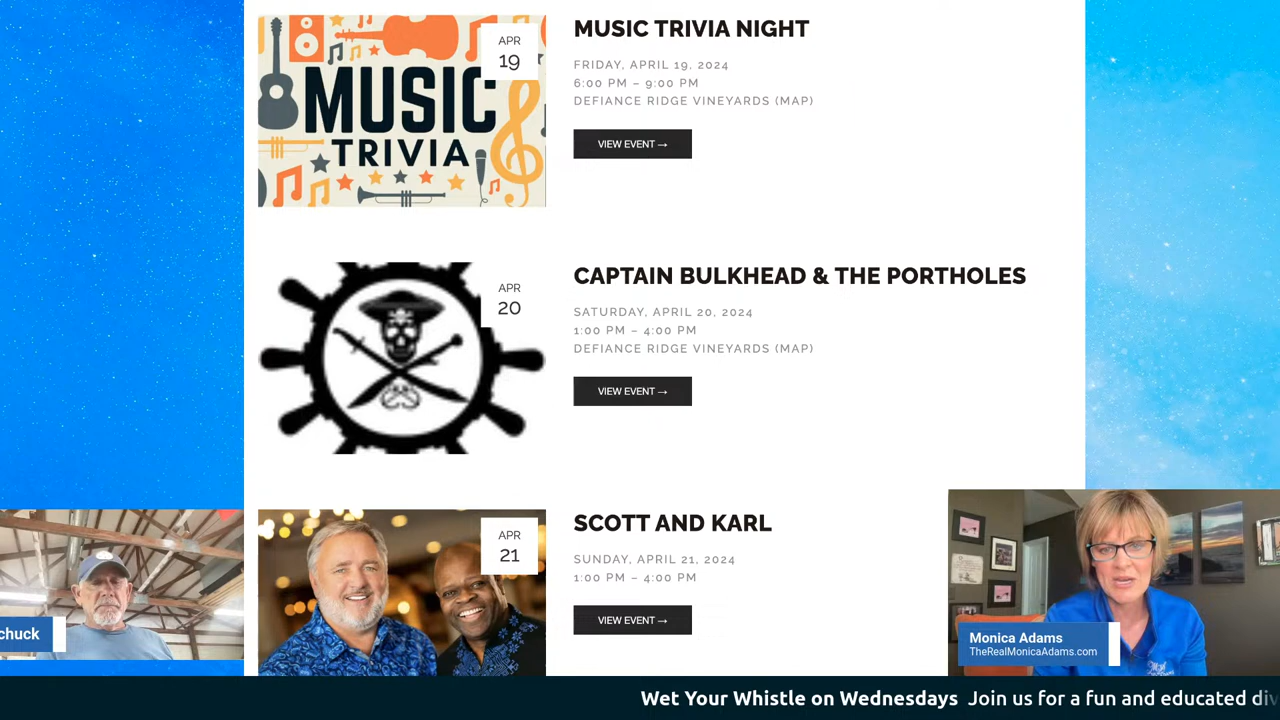 APR
19
MUSIC
TRIVIA
MUSIC TRIVIA NIGHT
FRIDAY, APRIL 19, 2024
6:00 PM – 9:00 PM
DEFIANCE RIDGE VINEYARDS (MAP)
VIEW EVENT →
APR
20
CAPTAIN BULKHEAD & THE PORTHOLES
SATURDAY, APRIL 20, 2024
1:00 PM – 4:00 PM
DEFIANCE RIDGE VINEYARDS (MAP)
VIEW EVENT →
APR
21
SCOTT AND KARL
SUNDAY, APRIL 21, 2024
1:00 PM – 4:00 PM
VIEW EVENT →
chuck
Monica Adams
TheRealMonicaAdams.com
Wet Your Whistle on Wednesdays Join us for a fun and educated div